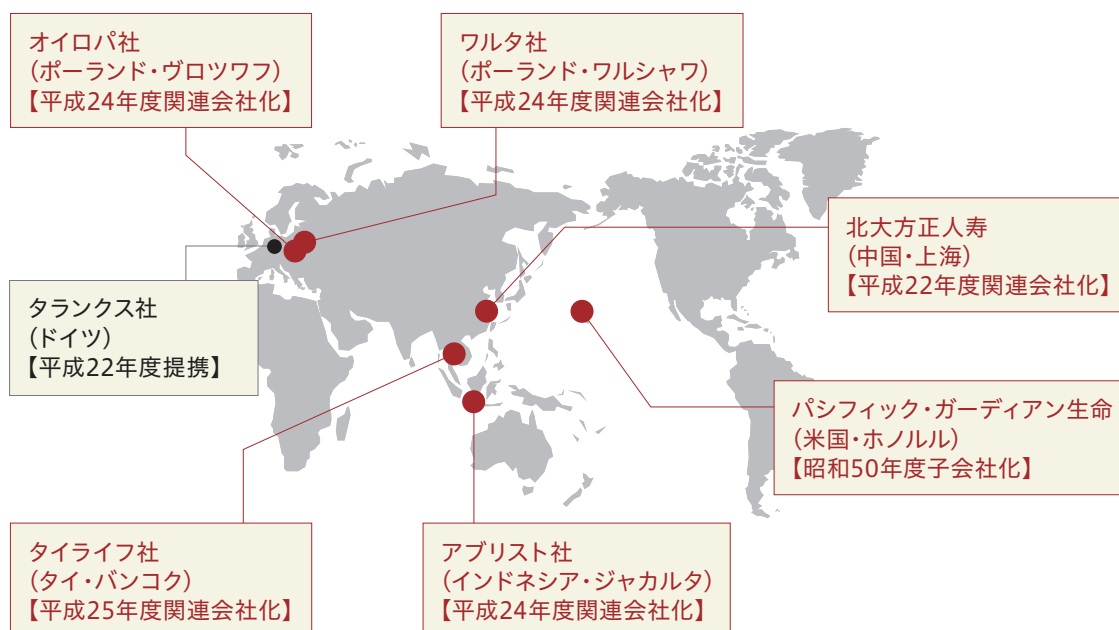 オイロパ社
(ポーランド・ヴロツワフ)
【平成24年度関連会社化】
ワルタ社
(ポーランド・ワルシャワ)
【平成24年度関連会社化】
北大方正人寿
(中国・上海)
【平成22年度関連会社化】
タランクス社
(ドイツ)
【平成22年度提携】
パシフィック・ガーディアン生命
(米国・ホノルル)
【昭和50年度子会社化】
タイライフ社
(タイ・バンコク)
【平成25年度関連会社化】
アブリスト社
(インドネシア・ジャカルタ)
【平成24年度関連会社化】